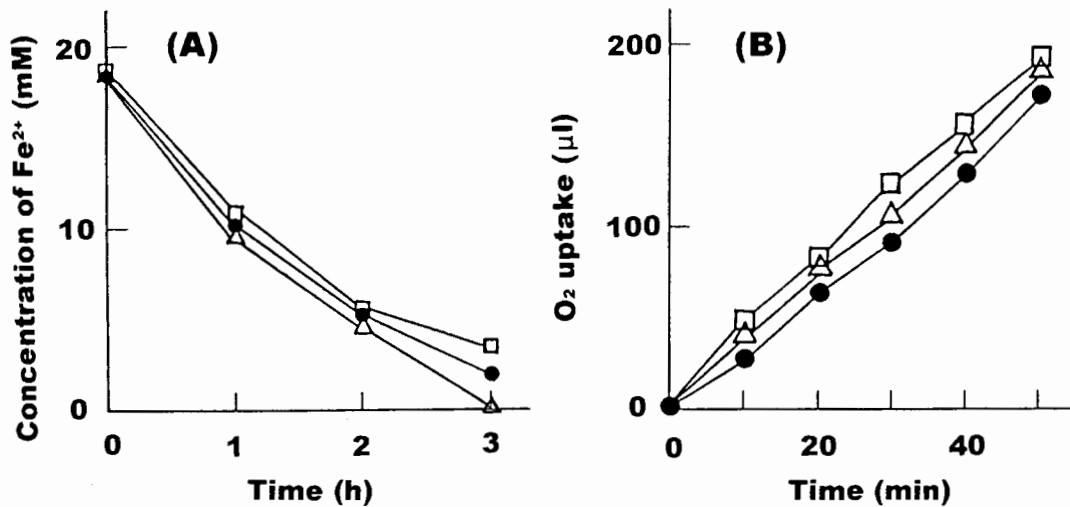 (A)
Concentration of Fe²⁺ (mM)
20
10
0
0 1 2 3
Time (h)
(B)
O₂ uptake (μl)
200
100
0
0 20 40
Time (min)